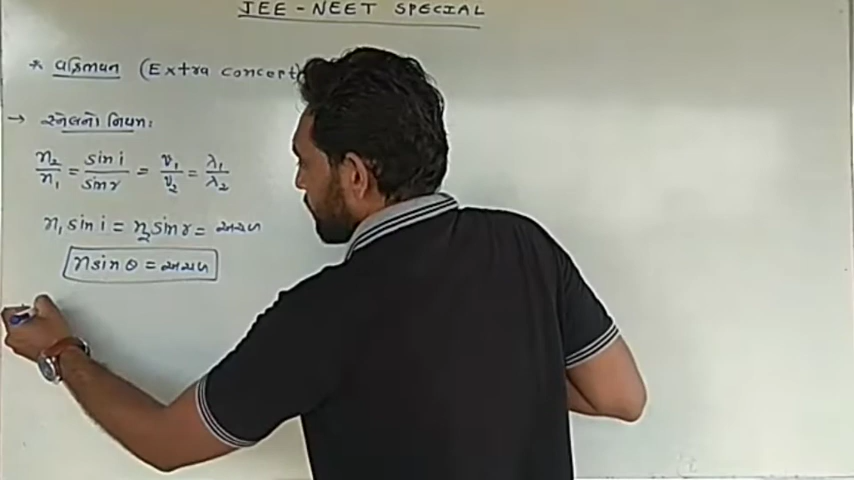 JEE - NEET SPECIAL
* વક્રીભવન (Extra concept)
→ સ્નેલનો નિયમ:
n₂/n₁ = sin i/sin r = v₁/v₂ = λ₁/λ₂
n₁ sin i = n₂ sin r = અચળ
n sin θ = અચળ